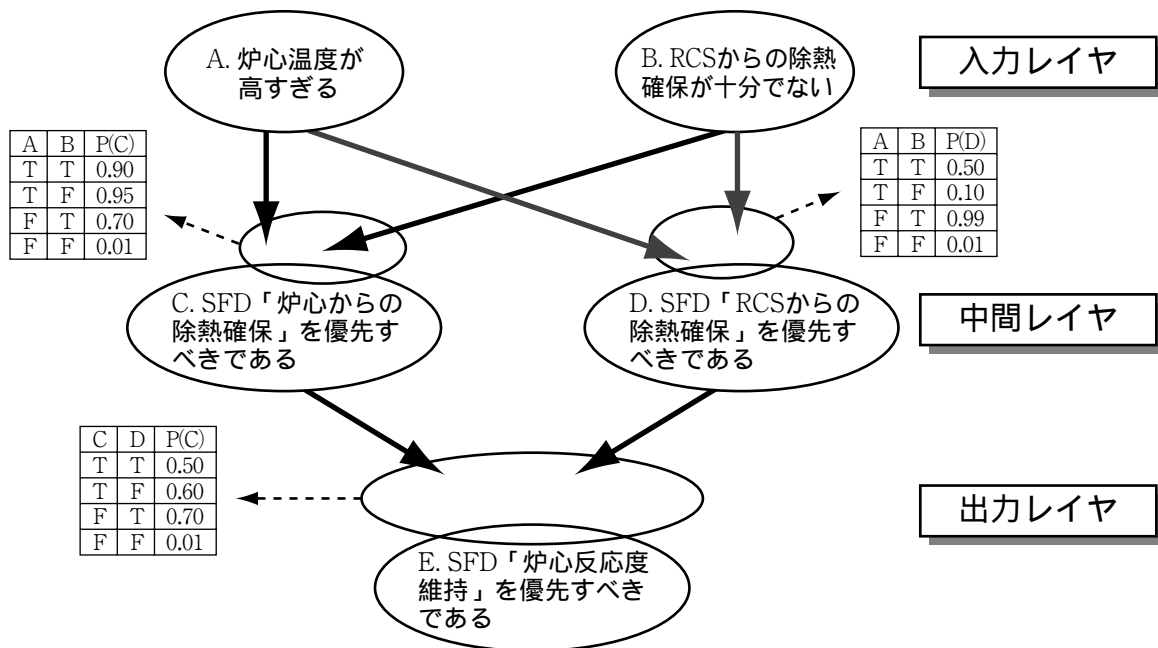 A. 炉心温度が
高すぎる
B. RCSからの除熱
確保が十分でない
入力レイヤ
A B P(C)
T T 0.90
T F 0.95
F T 0.70
F F 0.01
A B P(D)
T T 0.50
T F 0.10
F T 0.99
F F 0.01
C. SFD「炉心からの
除熱確保」を優先す
べきである
D. SFD「RCSからの
除熱確保」を優先す
べきである
中間レイヤ
C D P(C)
T T 0.50
T F 0.60
F T 0.70
F F 0.01
出力レイヤ
E. SFD「炉心反応度
維持」を優先すべき
である